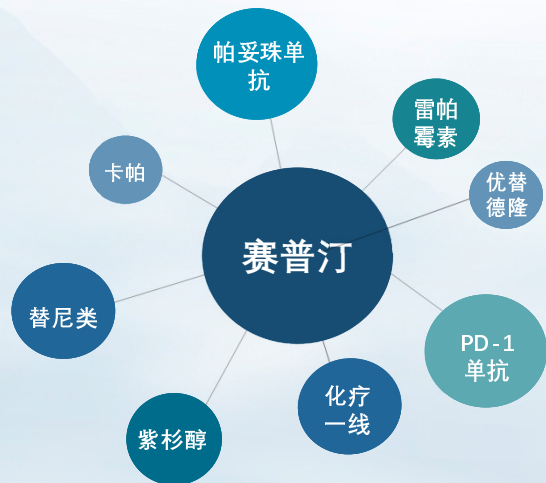 帕妥珠单
抗
雷帕
霉素
卡帕
优替
德隆
赛普汀
替尼类
PD-1
单抗
化疗
一线
紫杉醇